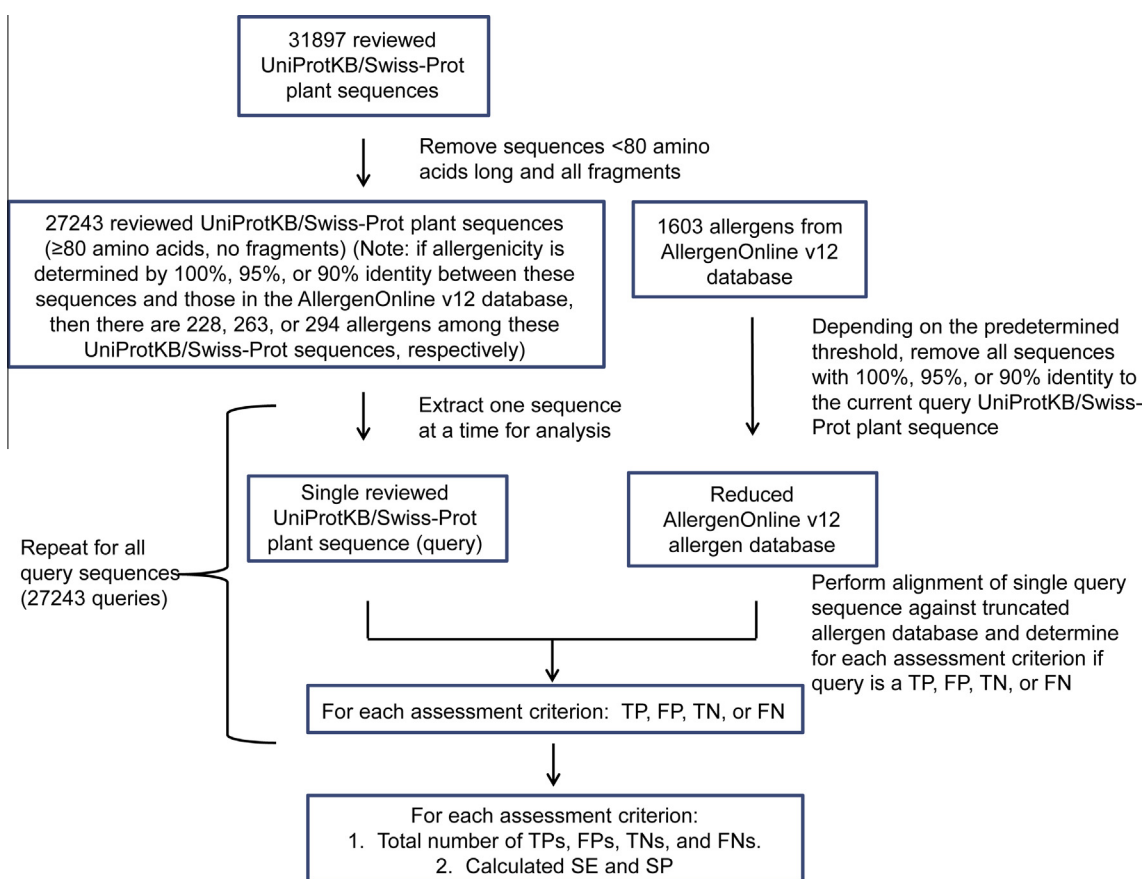 31897 reviewed
UniProtKB/Swiss-Prot
plant sequences
Remove sequences <80 amino
acids long and all fragments
27243 reviewed UniProtKB/Swiss-Prot plant sequences
(≥80 amino acids, no fragments) (Note: if allergenicity is
determined by 100%, 95%, or 90% identity between these
sequences and those in the AllergenOnline v12 database,
then there are 228, 263, or 294 allergens among these
UniProtKB/Swiss-Prot sequences, respectively)
1603 allergens from
AllergenOnline v12
database
Depending on the predetermined
threshold, remove all sequences
with 100%, 95%, or 90% identity to
the current query UniProtKB/Swiss-
Prot plant sequence
Extract one sequence
at a time for analysis
Single reviewed
UniProtKB/Swiss-Prot
plant sequence (query)
Reduced
AllergenOnline v12
allergen database
Repeat for all
query sequences
(27243 queries)
Perform alignment of single query
sequence against truncated
allergen database and determine
for each assessment criterion if
query is a TP, FP, TN, or FN
For each assessment criterion: TP, FP, TN, or FN
For each assessment criterion:
1. Total number of TPs, FPs, TNs, and FNs.
2. Calculated SE and SP